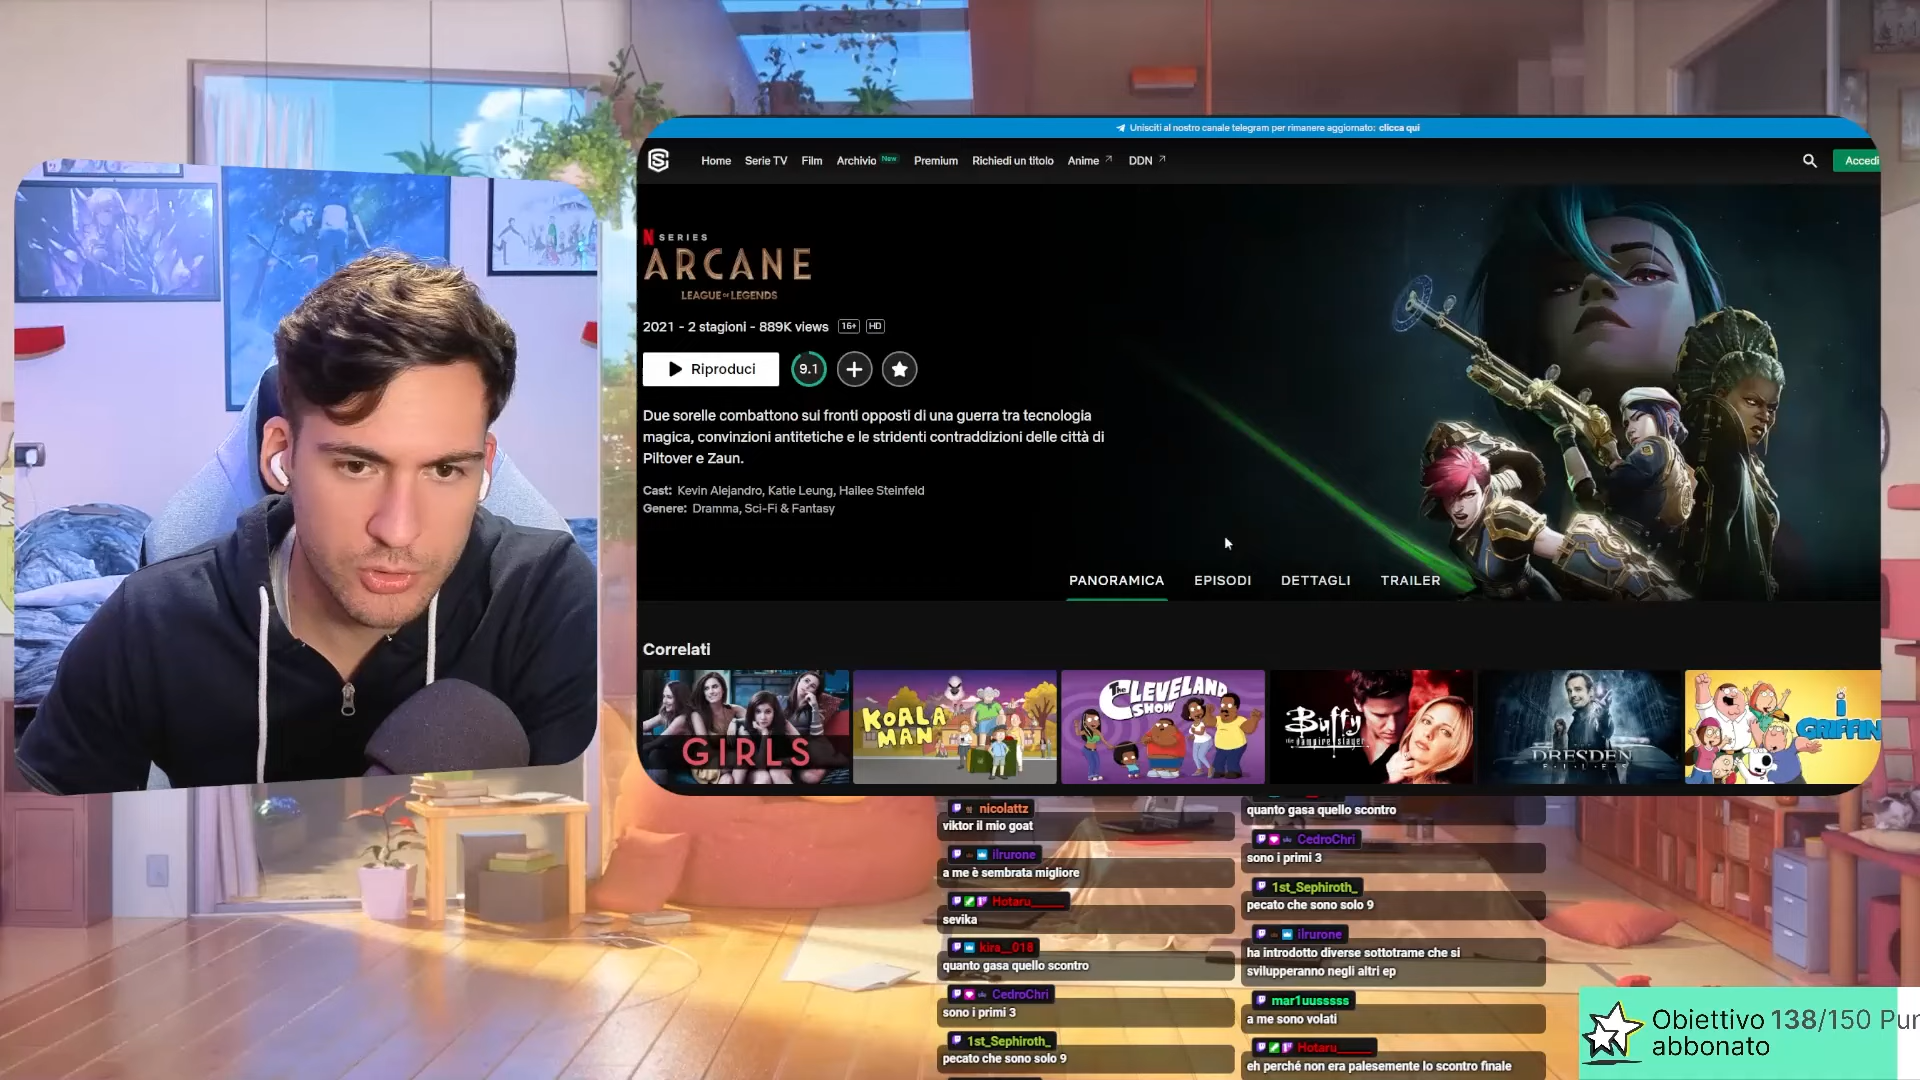 Unisciti al nostro canale telegram per rimanere aggiornato: clicca qui
Home Serie TV Film Archivio New Premium Richiedi un titolo Anime DDN
Accedi
N SERIES
ARCANE
LEAGUE OF LEGENDS
2021 - 2 stagioni - 889K views 16+ HD
Riproduci 9.1
Due sorelle combattono sui fronti opposti di una guerra tra tecnologia
magica, convinzioni antitetiche e le stridenti contraddizioni delle città di
Piltover e Zaun.
Cast: Kevin Alejandro, Katie Leung, Hailee Steinfeld
Genere: Dramma, Sci-Fi & Fantasy
PANORAMICA EPISODI DETTAGLI TRAILER
Correlati
GIRLS
KOALA
MAN
THE CLEVELAND
SHOW
Buffy
the vampire slayer
DRESDEN
FILES
i
GRIFFIN
nicolattz
viktor il mio goat
ilrurone
a me è sembrata migliore
Hotaru______
sevika
kira__018
quanto gasa quello scontro
CedroChri
sono i primi 3
1st_Sephiroth_
pecato che sono solo 9
quanto gasa quello scontro
CedroChri
sono i primi 3
1st_Sephiroth_
pecato che sono solo 9
ilrurone
ha introdotto diverse sottotrame che si
svilupperanno negli altri ep
mar1uusssss
a me sono volati
Hotaru______
eh perché non era palesemente lo scontro finale
Obiettivo 138/150 Pun
abbonato